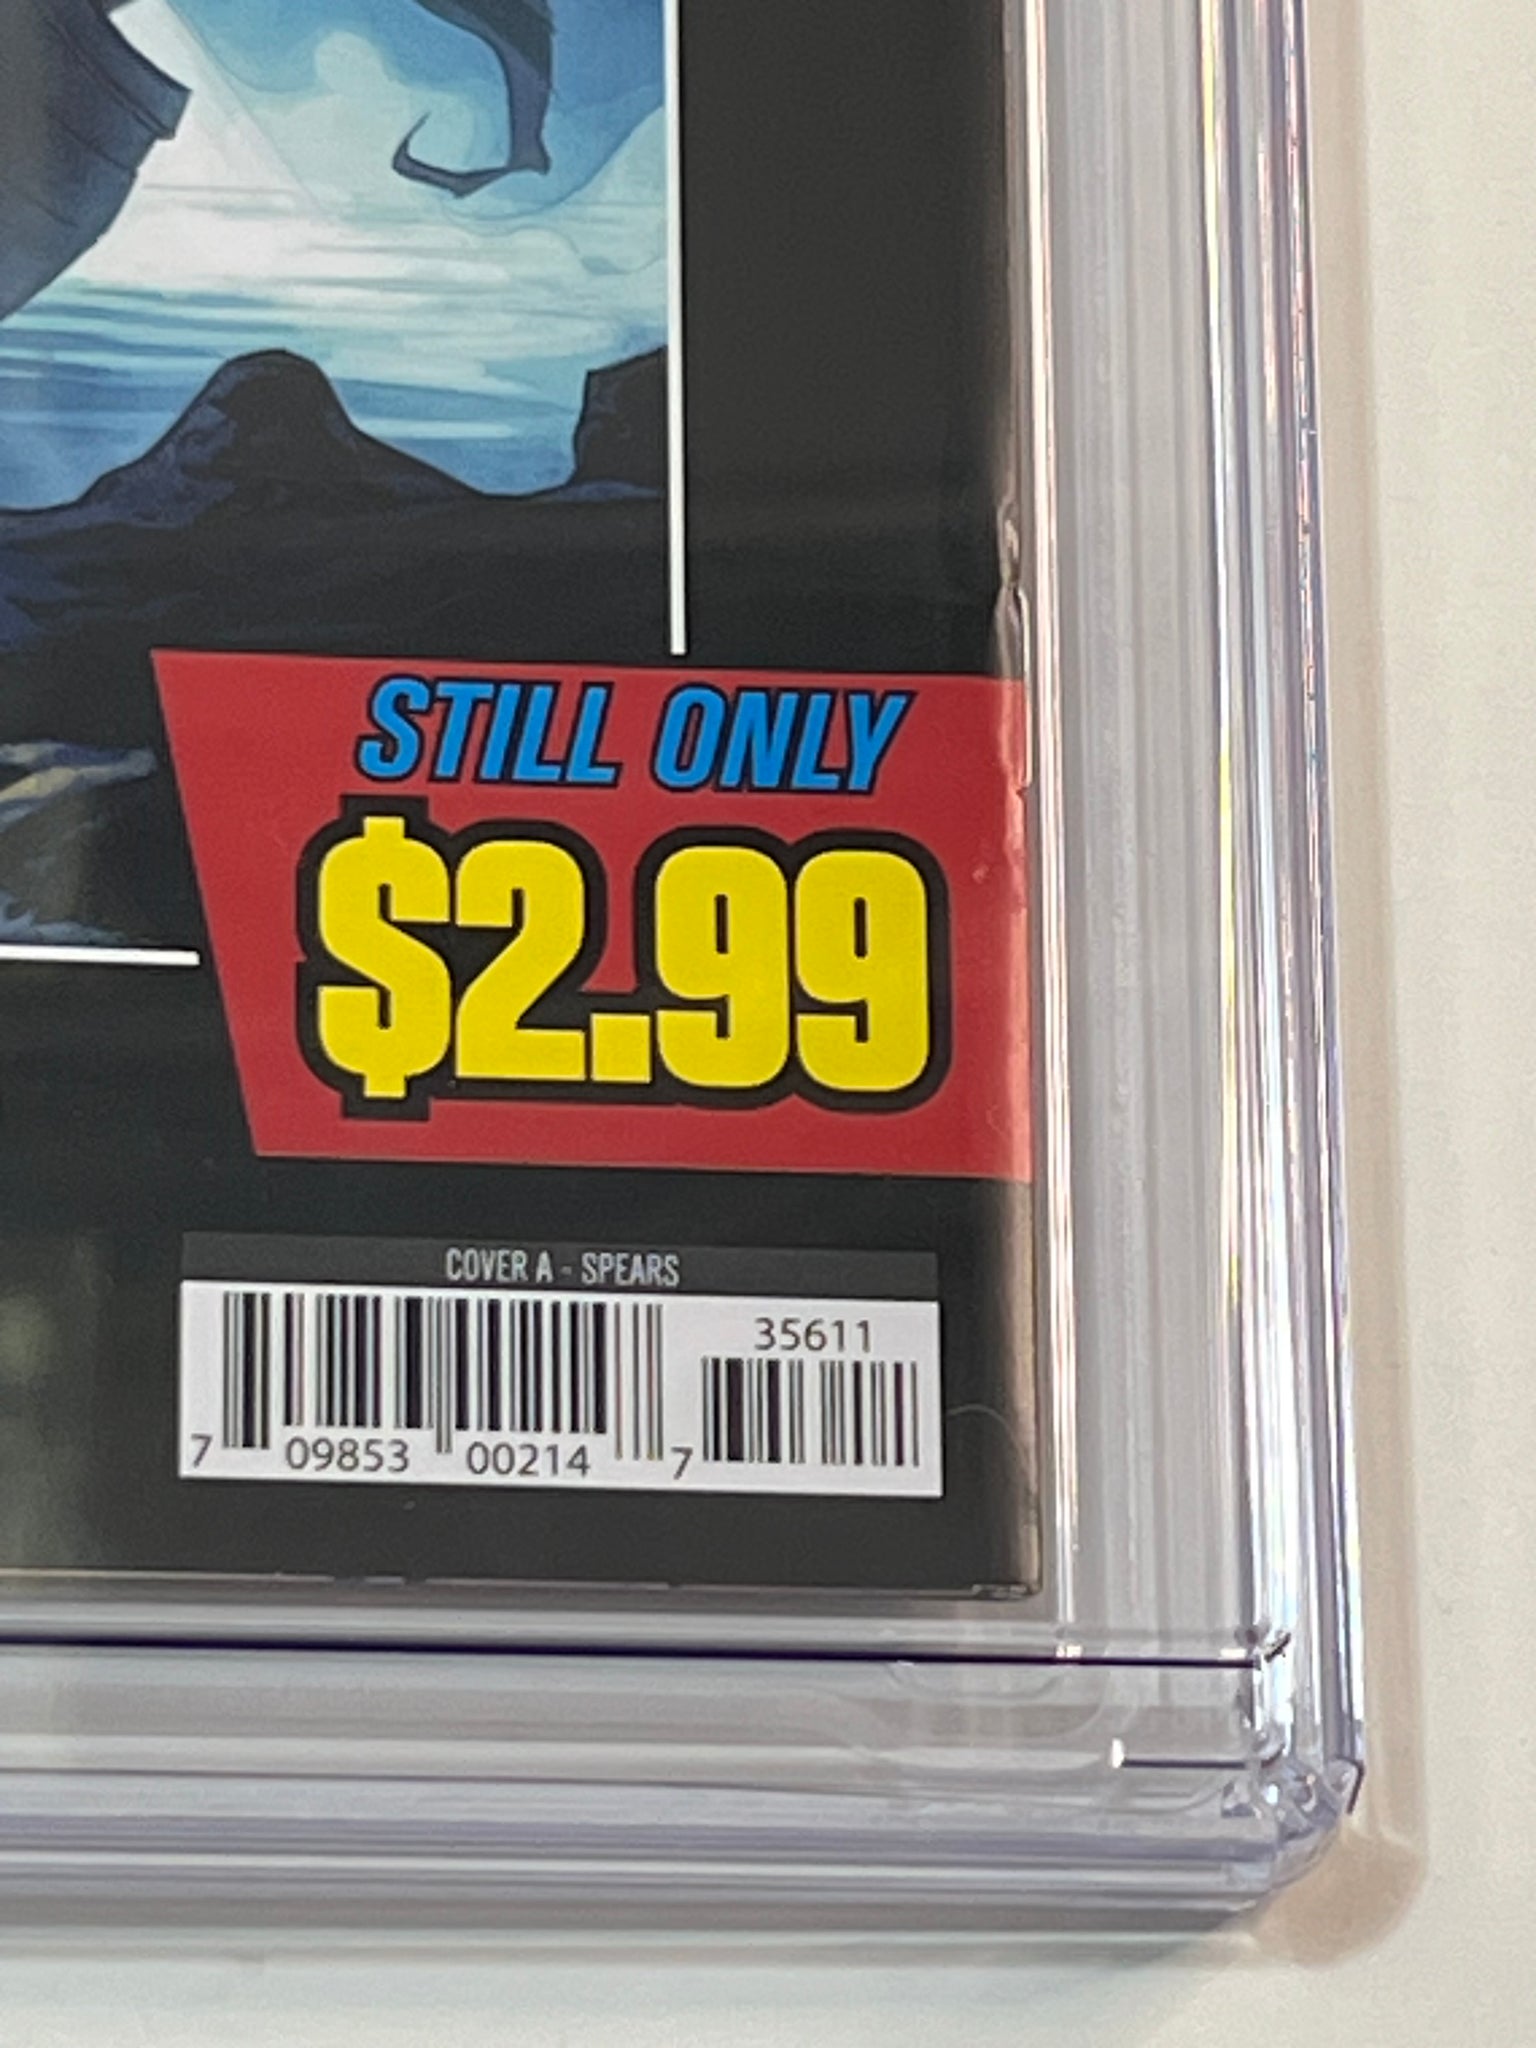 STILL ONLY
$2.99
COVER A - SPEARS
35611
7 09853 00214 7